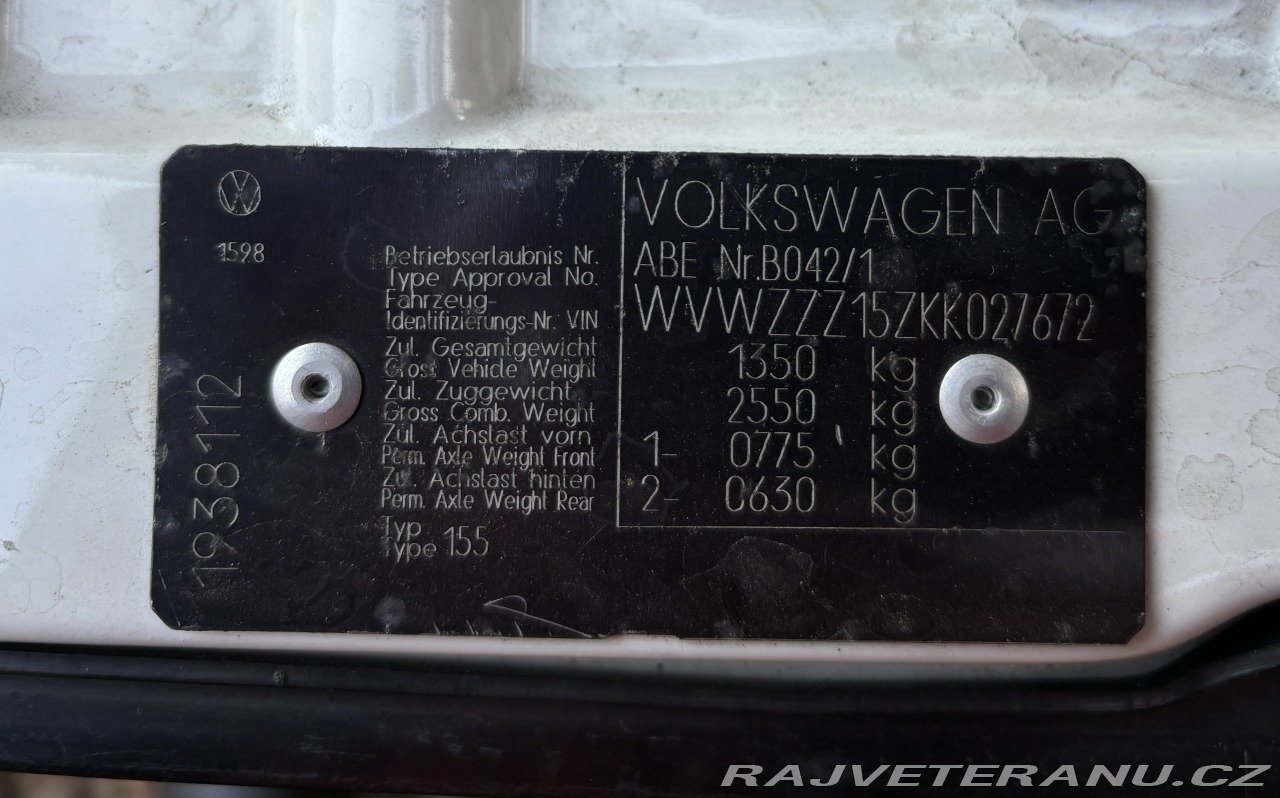 1598
1938112
Betriebserlaubnis Nr.
Type Approval No.
Fahrzeug-
Identifizierungs-Nr. VIN
Zul. Gesamtgewicht
Gross Vehicle Weight
Zul. Zuggewicht
Gross Comb. Weight
Zul. Achslast vorn
Perm. Axle Weight Front
Zul. Achslast hinten
Perm. Axle Weight Rear
Typ
Type 155
VOLKSWAGEN AG
ABE Nr.B042/1
WVWZZZ15ZKK027672
1350 kg
2550 kg
1- 0775 kg
2- 0630 kg
RAJVETERANU.CZ